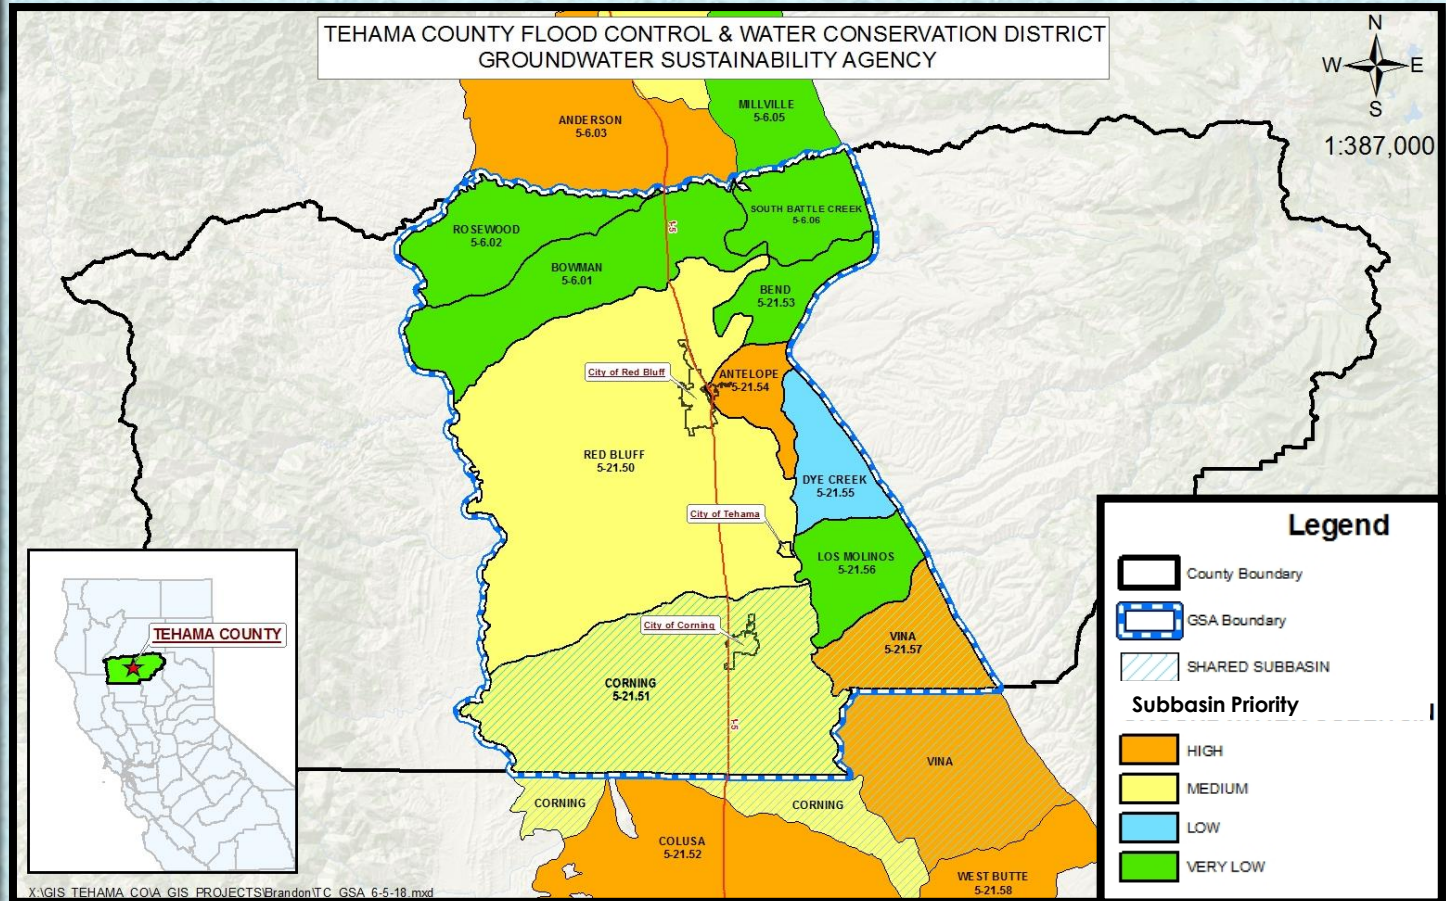 TEHAMA COUNTY FLOOD CONTROL & WATER CONSERVATION DISTRICT
GROUNDWATER SUSTAINABILITY AGENCY
N
W
E
S
1:387,000
ANDERSON
5-6.03
MILLVILLE
5-6.05
ROSEWOOD
5-6.02
SOUTH BATTLE CREEK
5-6.06
I-5
BOWMAN
5-6.01
BEND
5-21.53
City of Red Bluff
ANTELOPE
5-21.54
RED BLUFF
5-21.50
DYE CREEK
5-21.55
City of Tehama
LOS MOLINOS
5-21.56
City of Corning
VINA
5-21.57
CORNING
5-21.51
I-5
VINA
CORNING
CORNING
COLUSA
5-21.52
WEST BUTTE
5-21.58
TEHAMA COUNTY
Legend
County Boundary
GSA Boundary
SHARED SUBBASIN
Subbasin Priority
HIGH
MEDIUM
LOW
VERY LOW
X:\GIS_TEHAMA_CO\A_GIS_PROJECTS\Brandon\TC_GSA_6-5-18.mxd